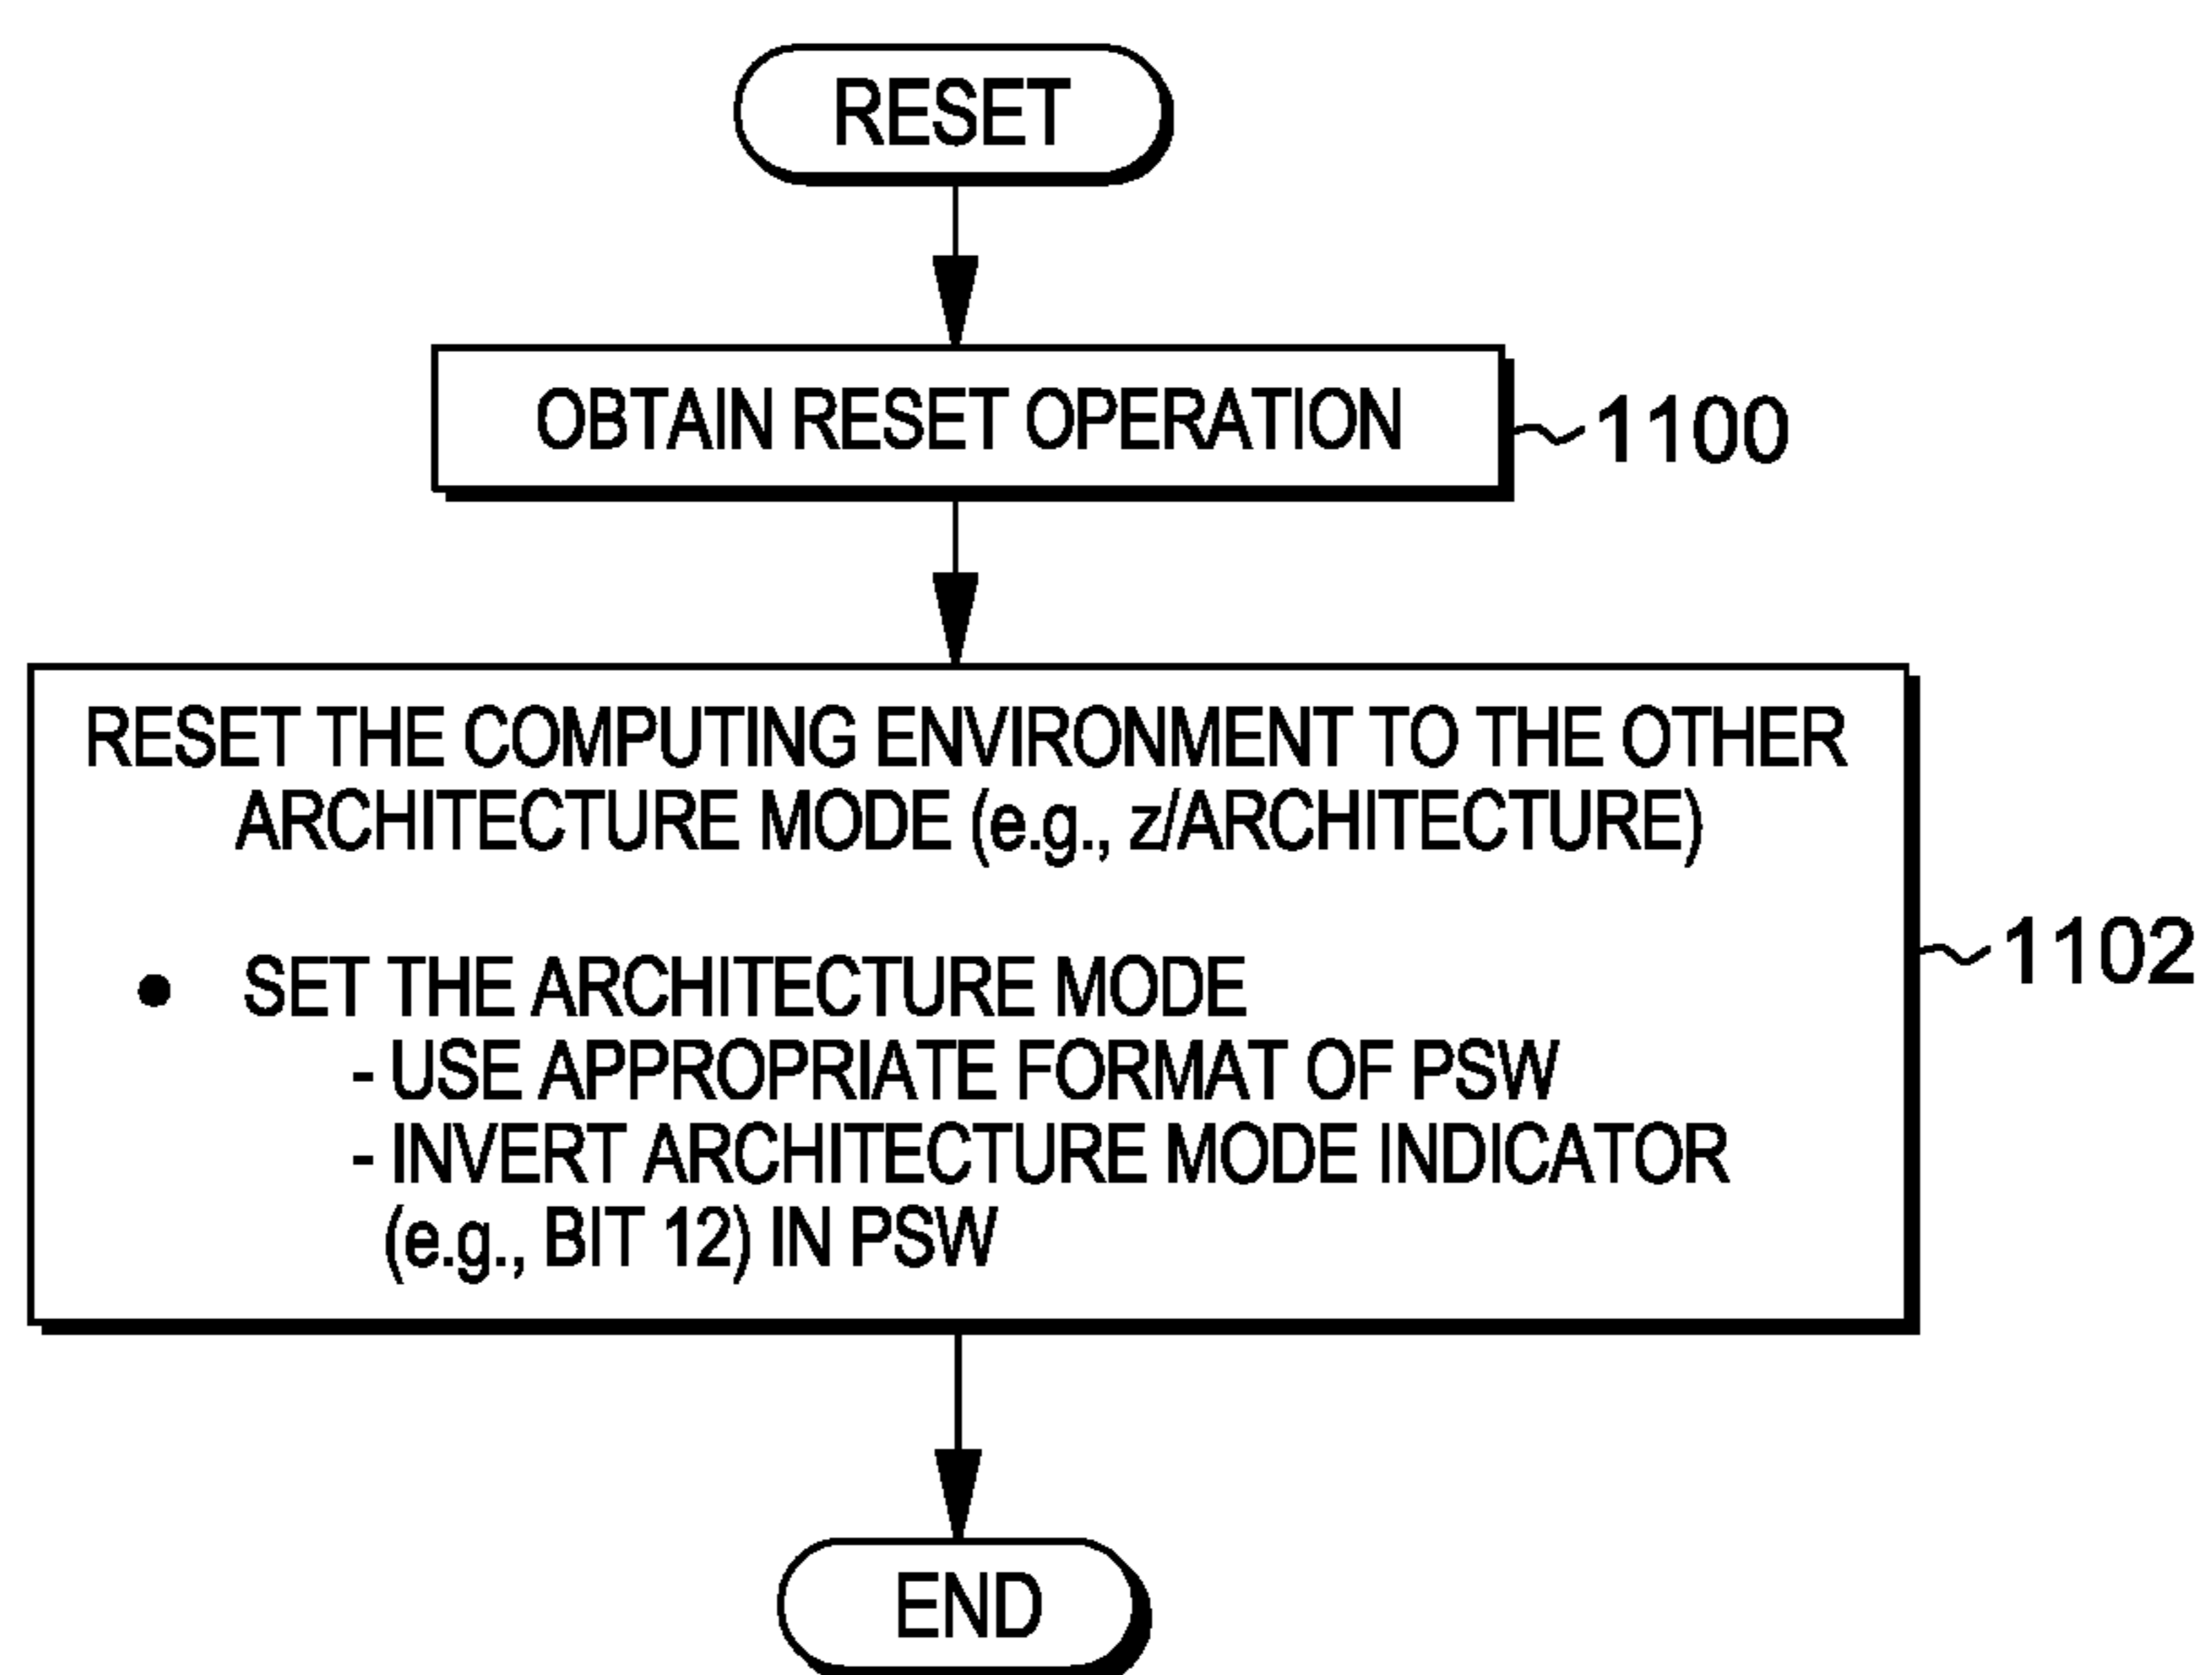 RESET
OBTAIN RESET OPERATION
1100
RESET THE COMPUTING ENVIRONMENT TO THE OTHER
ARCHITECTURE MODE (e.g., z/ARCHITECTURE)
• SET THE ARCHITECTURE MODE
- USE APPROPRIATE FORMAT OF PSW
- INVERT ARCHITECTURE MODE INDICATOR
(e.g., BIT 12) IN PSW
1102
END